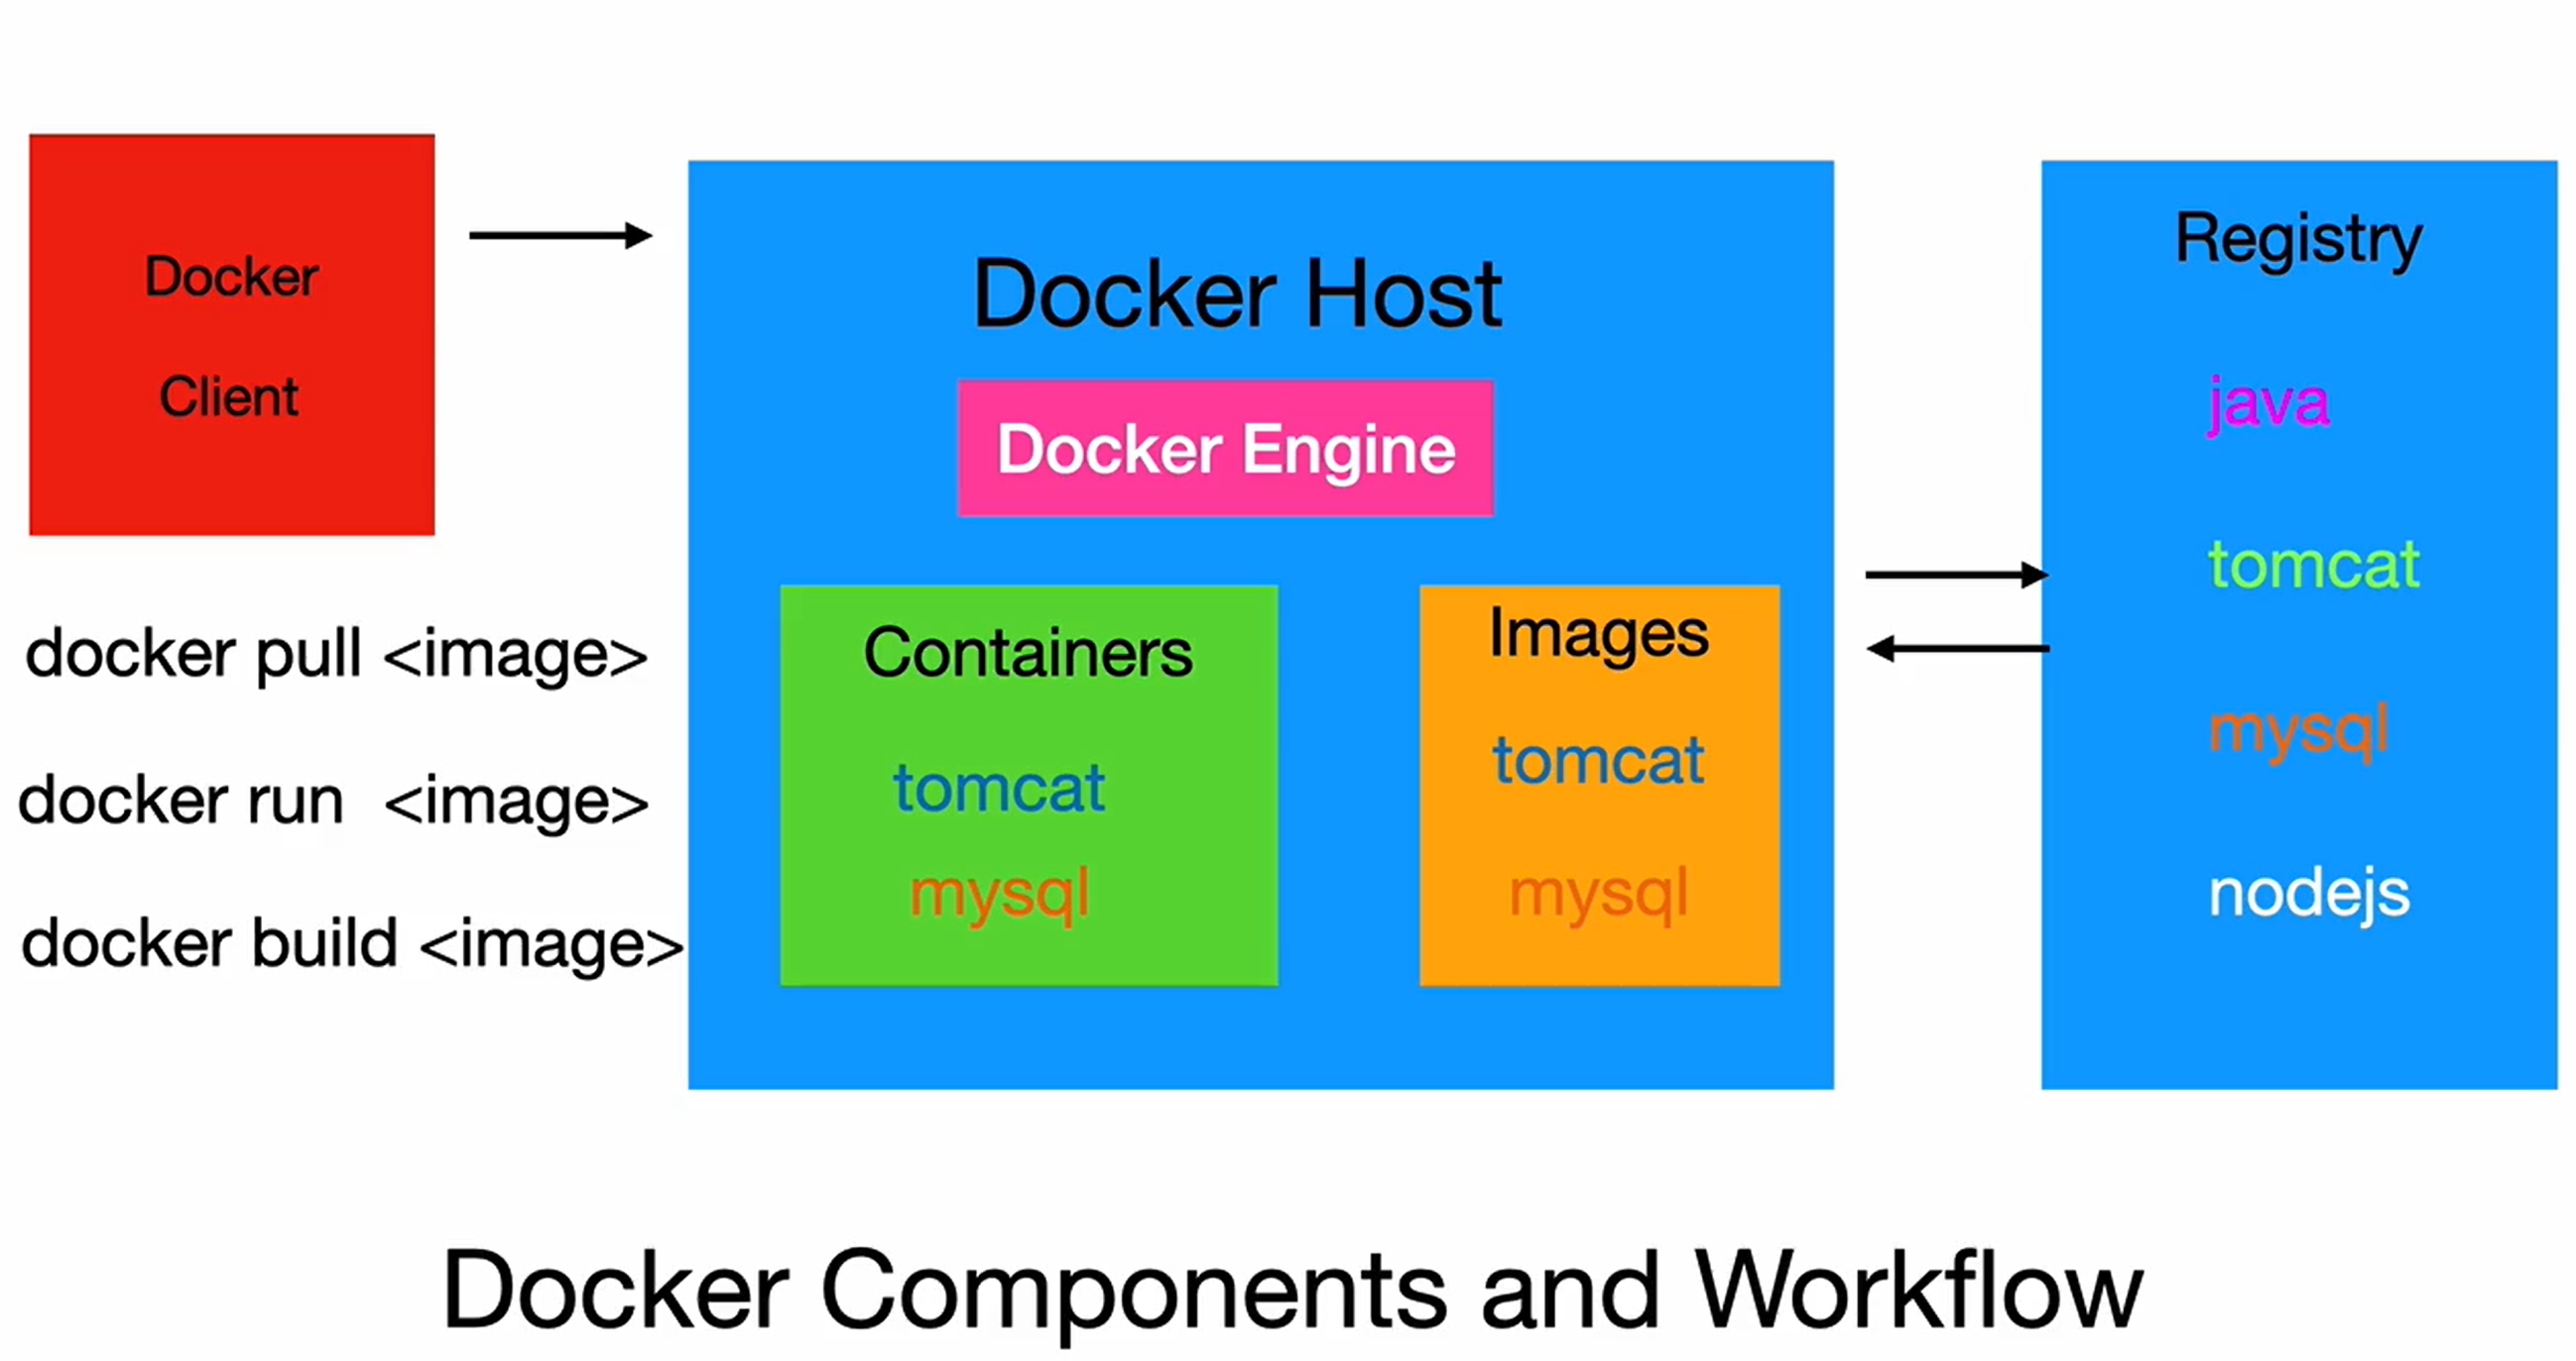 Docker
Client
docker pull <image>
docker run <image>
docker build <image>
Docker Host
Docker Engine
Containers
tomcat
mysql
Images
tomcat
mysql
Registry
java
tomcat
mysql
nodejs
Docker Components and Workflow